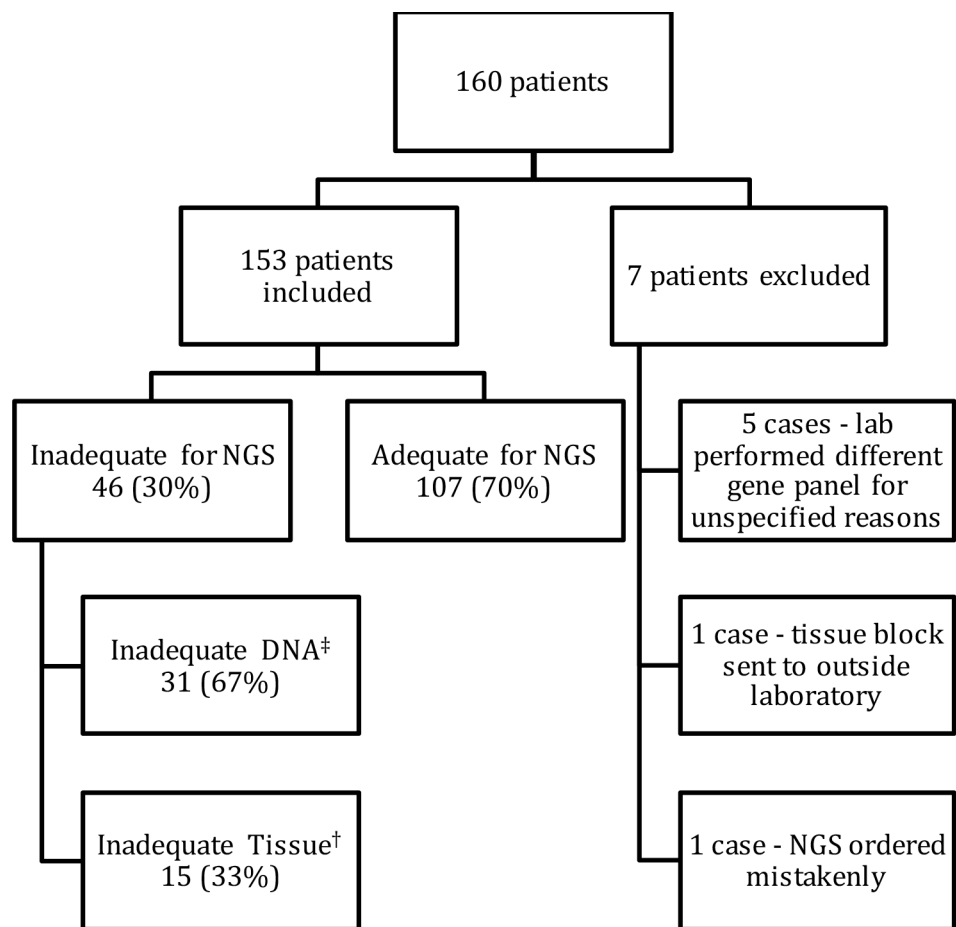 160 patients
153 patients
included
7 patients excluded
Inadequate for NGS
46 (30%)
Adequate for NGS
107 (70%)
5 cases - lab
performed different
gene panel for
unspecified reasons
Inadequate DNA‡
31 (67%)
1 case - tissue block
sent to outside
laboratory
Inadequate Tissue†
15 (33%)
1 case - NGS ordered
mistakenly